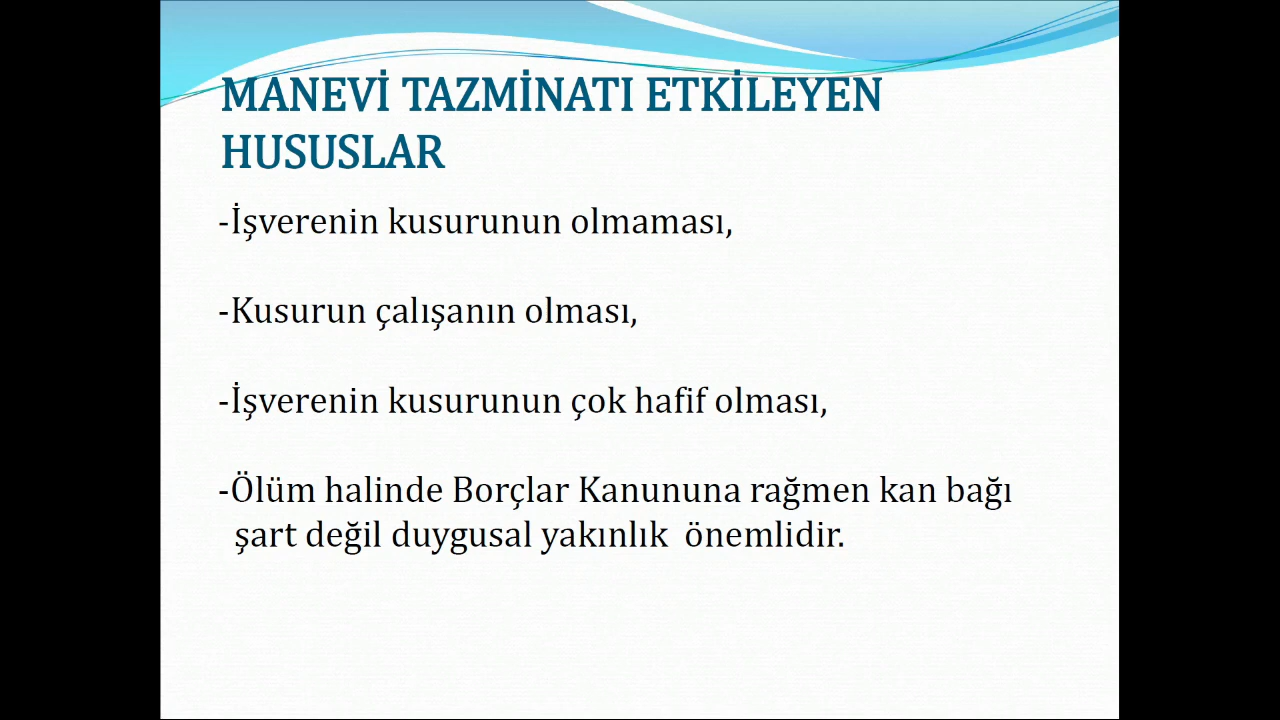 MANEVİ TAZMİNATI ETKİLEYEN
HUSUSLAR
-İşverenin kusurunun olmaması,
-Kusurun çalışanın olması,
-İşverenin kusurunun çok hafif olması,
-Ölüm halinde Borçlar Kanununa rağmen kan bağı
şart değil duygusal yakınlık önemlidir.